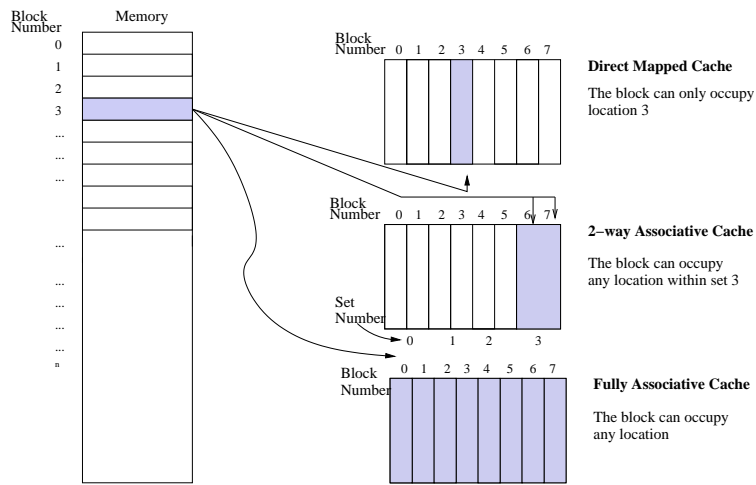 Block
Number
Memory
0
1
2
3
...
...
...
...
...
...
...
...
n
Block
Number
0 1 2 3 4 5 6 7
Direct Mapped Cache
The block can only occupy
location 3
Block
Number
0 1 2 3 4 5 6 7
2−way Associative Cache
The block can occupy
any location within set 3
Set
Number
0 1 2 3
Block
Number
0 1 2 3 4 5 6 7
Fully Associative Cache
The block can occupy
any location